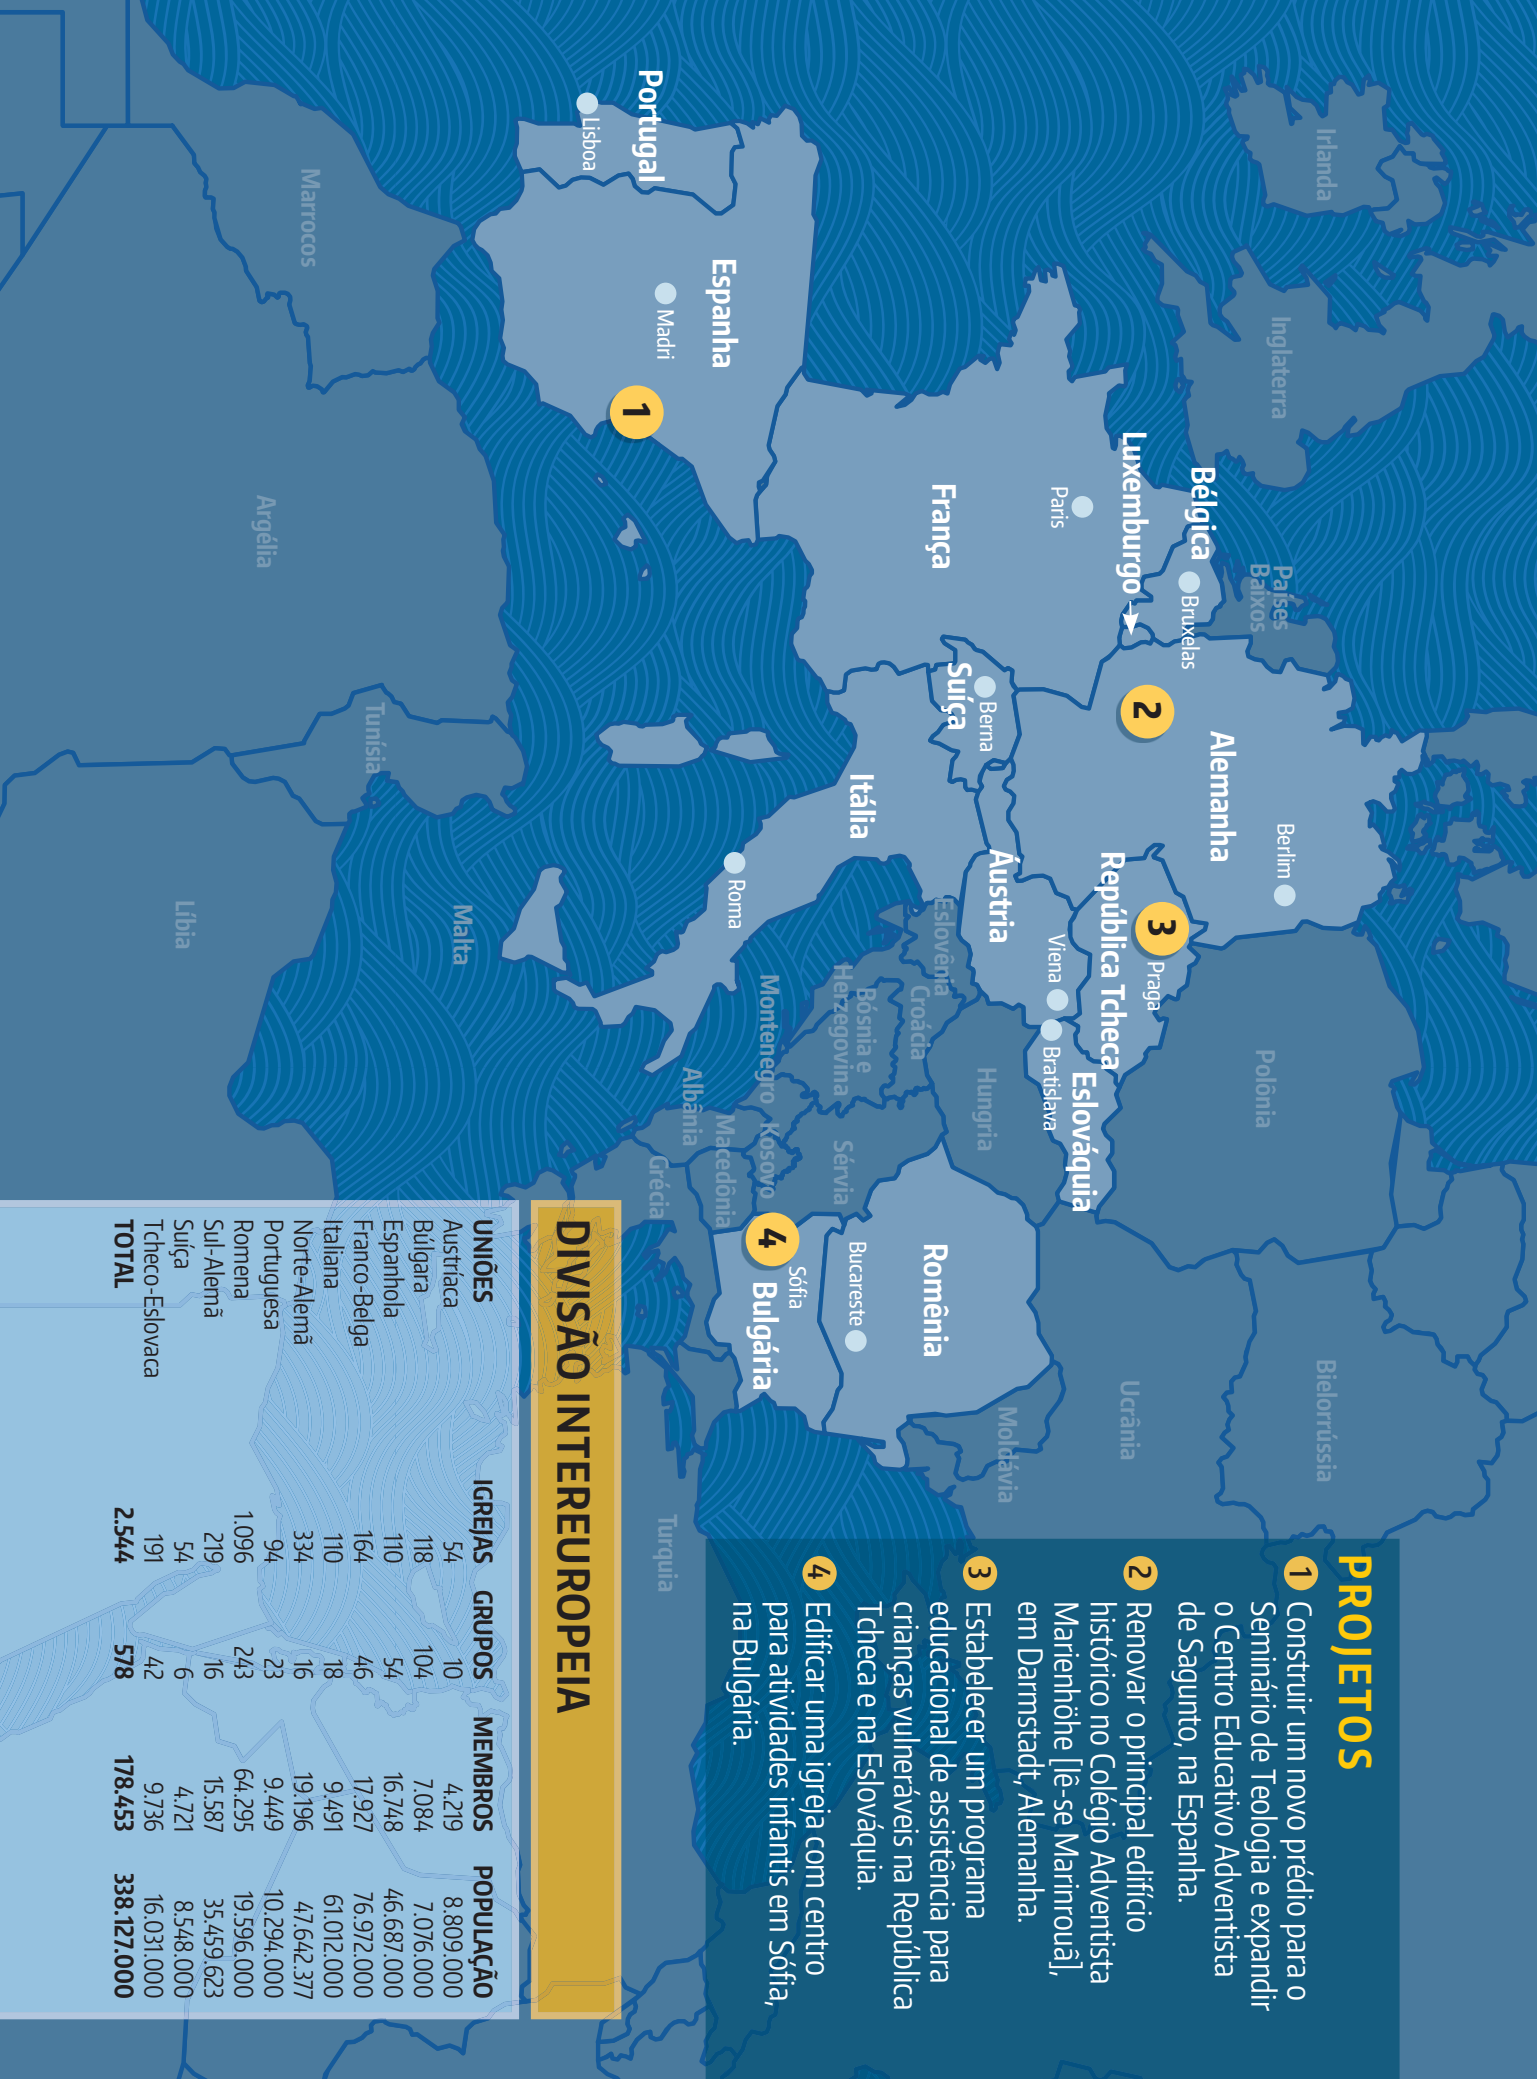 PROJETOS
1 Construir um novo prédio para o
Seminário de Teologia e expandir
o Centro Educativo Adventista
de Sagunto, na Espanha.
2 Renovar o principal edifício
histórico no Colégio Adventista
Marienhöhe [lê-se Marinrouâ],
em Darmstadt, Alemanha.
3 Estabelecer um programa
educacional de assistência para
crianças vulneráveis na República
Tcheca e na Eslováquia.
4 Edificar uma igreja com centro
para atividades infantis em Sófia,
na Bulgária.
Irlanda
Inglaterra
Países
Baixos
Bélgica
Bruxelas
Luxemburgo
Paris
França
Alemanha
Berlim
2
3
Praga
República Tcheca
Polônia
Bielorrússia
Ucrânia
Moldávia
Eslováquia
Bratislava
Viena
Áustria
Suíça
Berna
Hungria
Eslovênia
Croácia
Bósnia e
Herzegovina
Sérvia
Montenegro
Kosovo
Albânia
Macedônia
Grécia
Romênia
Bucareste
4
Sófia
Bulgária
Turquia
Itália
Roma
Malta
Portugal
Lisboa
Espanha
Madri
1
Marrocos
Argélia
Tunísia
Líbia
DIVISÃO INTEREUROPEIA
UNIÕES IGREJAS GRUPOS MEMBROS POPULAÇÃO
Austríaca 54 10 4.219 8.809.000
Búlgara 118 104 7.084 7.076.000
Espanhola 110 54 16.748 46.687.000
Franco-Belga 164 46 17.927 76.972.000
Italiana 110 18 9.491 61.012.000
Norte-Alemã 334 16 19.196 47.642.377
Portuguesa 94 23 9.449 10.294.000
Romena 1.096 243 64.295 19.596.000
Sul-Alemã 219 16 15.587 35.459.623
Suíça 54 6 4.721 8.548.000
Tcheco-Eslovaca 191 42 9.736 16.031.000
TOTAL 2.544 578 178.453 338.127.000